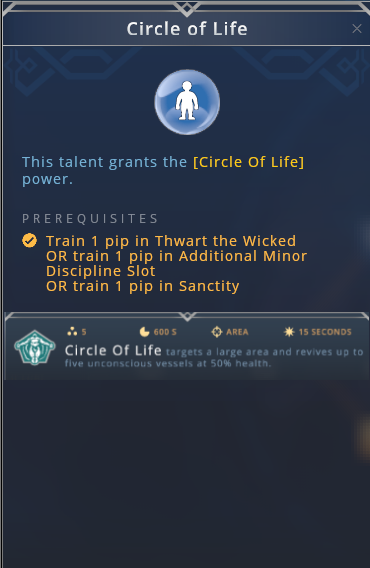 Circle of Life
This talent grants the [Circle Of Life]
power.
PREREQUISITES
Train 1 pip in Thwart the Wicked
OR train 1 pip in Additional Minor
Discipline Slot
OR train 1 pip in Sanctity
5 600 S AREA 15 SECONDS
Circle Of Life targets a large area and revives up to
five unconscious vessels at 50% health.